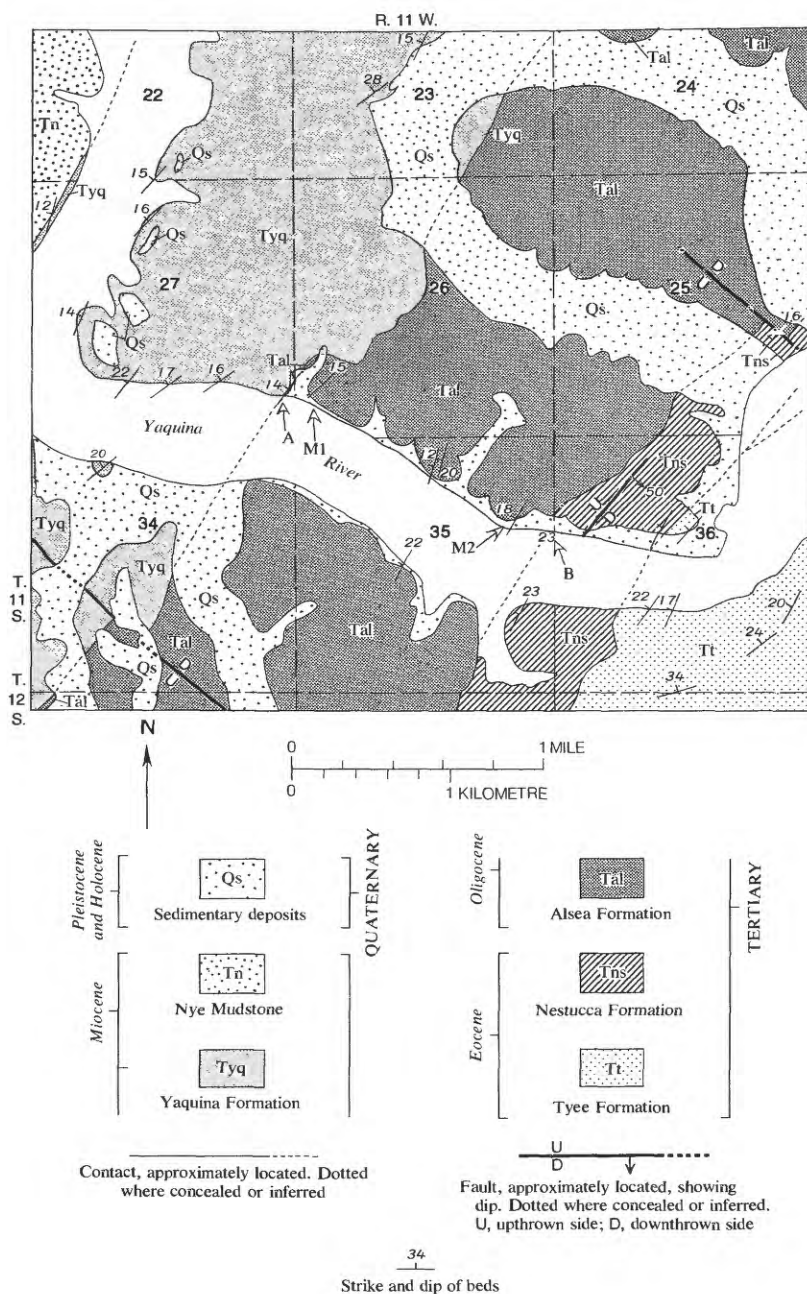 R. 11 W.
15
Tal
Tal
28
22
23
24
Tn
Qs
Qs
Qs
Tyq
Tyq
15
12
16
Qs
Tal
Tyq
27
26
25
U
D
14
Qs
Qs
16
Tns
Tal
22
17
16
14
15
Tal
A
M1
Yaquina
River
12
20
Tns
D
U
50
Tt
20
Qs
18
34
35
36
Tyq
M2
23
B
22
T.
11
S.
Tyq
Qs
23
22
17
20
Tal
Tal
Tns
24
Tt
U
D
Qs
34
T.
12
S.
Tal
N
0 1 MILE
0 1 KILOMETRE
Pleistocene
and Holocene
Qs
Sedimentary deposits
QUATERNARY
Miocene
Tn
Nye Mudstone
Tyq
Yaquina Formation
Oligocene
Tal
Alsea Formation
Eocene
Tns
Nestucca Formation
Tt
Tyee Formation
TERTIARY
Contact, approximately located. Dotted
where concealed or inferred
U
D
Fault, approximately located, showing
dip. Dotted where concealed or inferred.
U, upthrown side; D, downthrown side
34
Strike and dip of beds